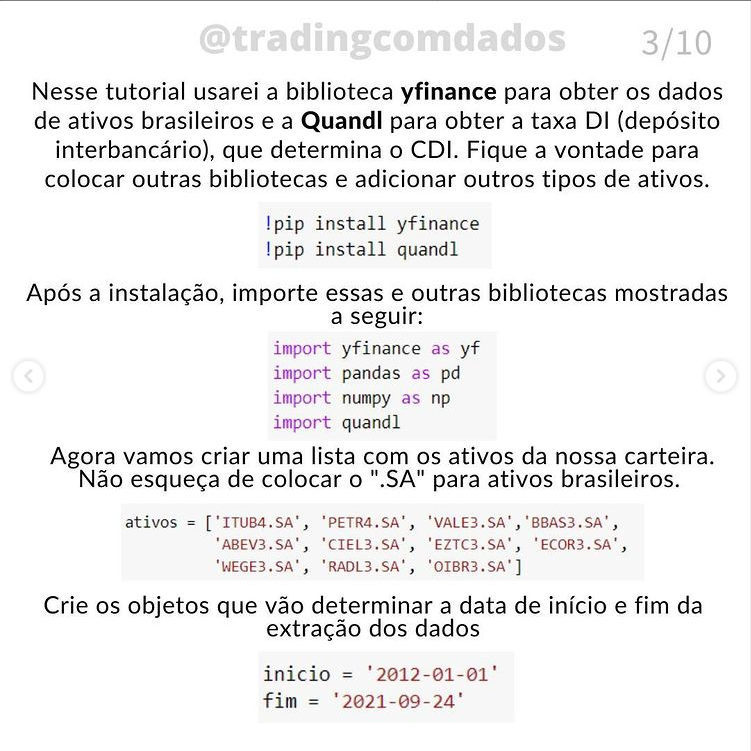 @tradingcomdados
3/10
Nesse tutorial usarei a biblioteca yfinance para obter os dados
de ativos brasileiros e a Quandl para obter a taxa DI (depósito
interbancário), que determina o CDI. Fique a vontade para
colocar outras bibliotecas e adicionar outros tipos de ativos.
!pip install yfinance
!pip install quandl
Após a instalação, importe essas e outras bibliotecas mostradas
a seguir:
import yfinance as yf
import pandas as pd
import numpy as np
import quandl
Agora vamos criar uma lista com os ativos da nossa carteira.
Não esqueça de colocar o ".SA" para ativos brasileiros.
ativos = ['ITUB4.SA', 'PETR4.SA', 'VALE3.SA','BBAS3.SA',
'ABEV3.SA', 'CIEL3.SA', 'EZTC3.SA', 'ECOR3.SA',
'WEGE3.SA', 'RADL3.SA', 'OIBR3.SA']
Crie os objetos que vão determinar a data de início e fim da
extração dos dados
inicio = '2012-01-01'
fim = '2021-09-24'